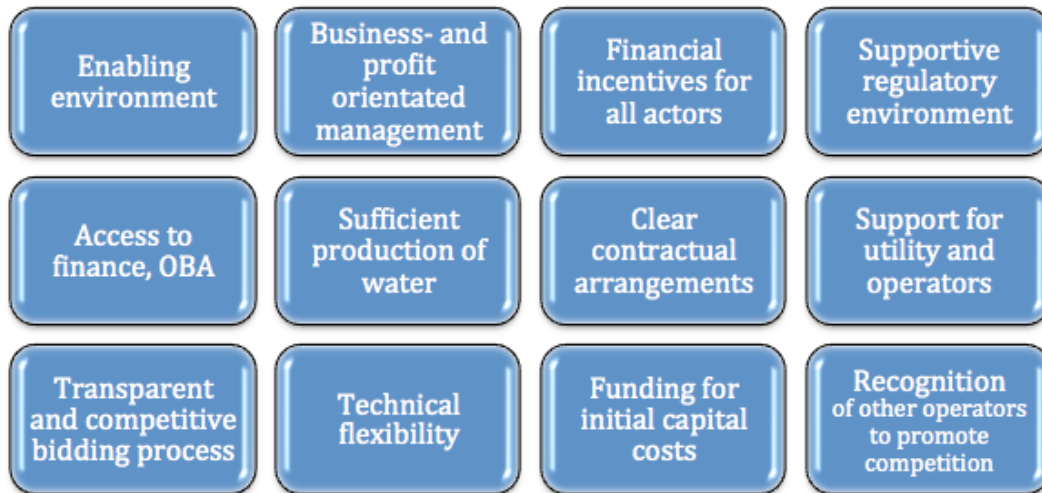 Enabling
environment
Business- and
profit
orientated
management
Financial
incentives for
all actors
Supportive
regulatory
environment
Access to
finance, OBA
Sufficient
production of
water
Clear
contractual
arrangements
Support for
utility and
operators
Transparent
and competitive
bidding process
Technical
flexibility
Funding for
initial capital
costs
Recognition
of other operators
to promote
competition